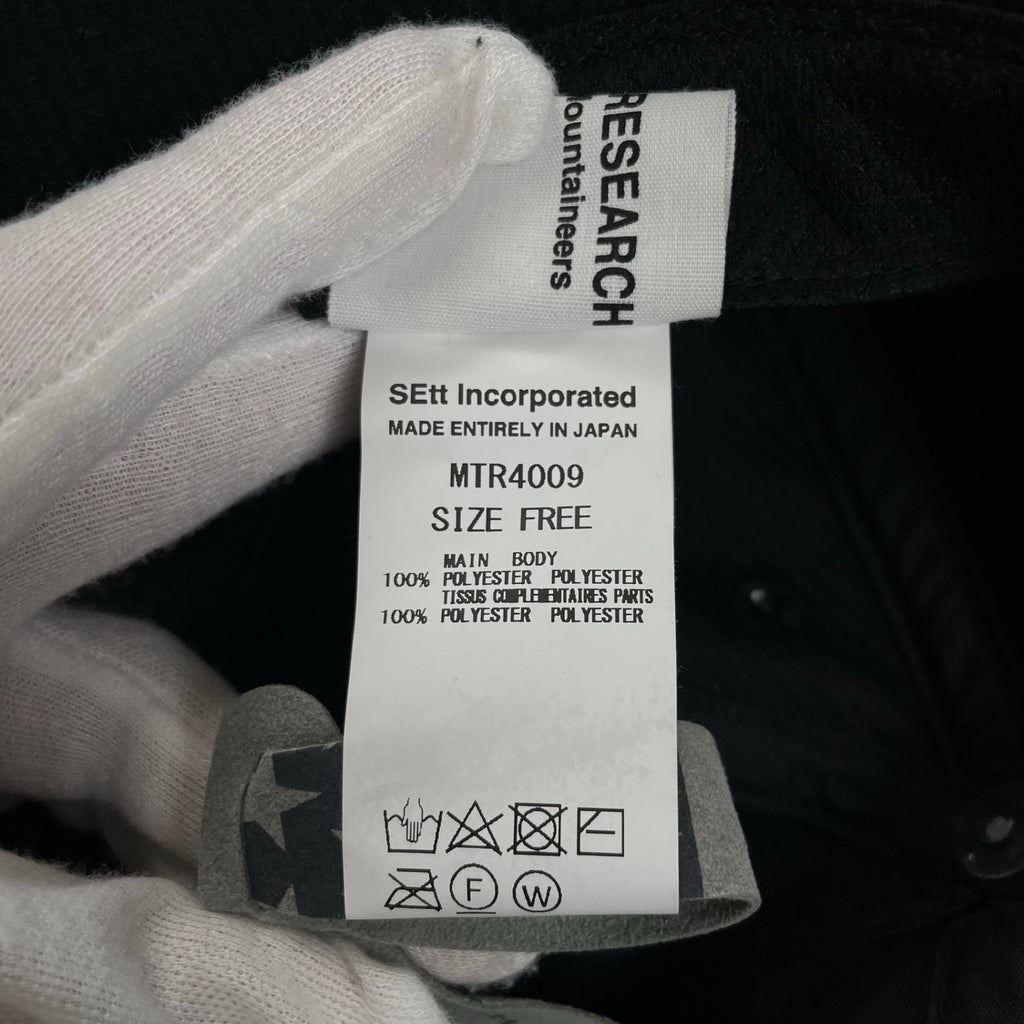 RESEARCH
ountaineers
SEtt Incorporated
MADE ENTIRELY IN JAPAN
MTR4009
SIZE FREE
MAIN BODY
100% POLYESTER POLYESTER
TISSUS COMPLEMENTAIRES PARTS
100% POLYESTER POLYESTER
F
W